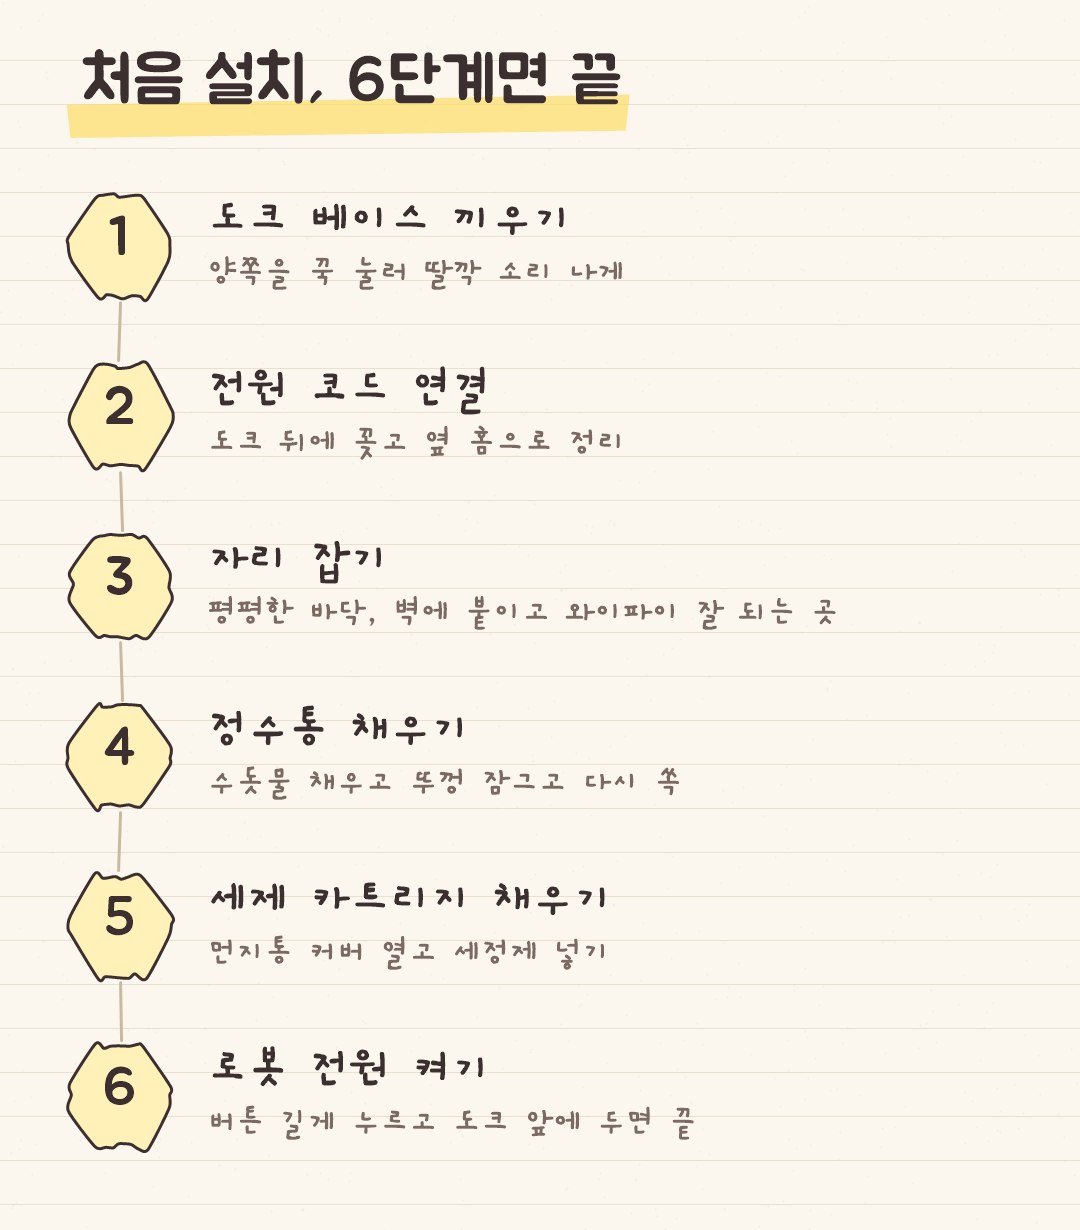 처음 설치, 6단계면 끝
1
도크 베이스 끼우기
양쪽을 꾹 눌러 딸깍 소리 나게
2
전원 코드 연결
도크 뒤에 꽂고 옆 홈으로 정리
3
자리 잡기
평평한 바닥, 벽에 붙이고 와이파이 잘 되는 곳
4
정수통 채우기
수돗물 채우고 뚜껑 잠그고 다시 쏙
5
세제 카트리지 채우기
먼지통 커버 열고 세정제 넣기
6
로봇 전원 켜기
버튼 길게 누르고 도크 앞에 두면 끝